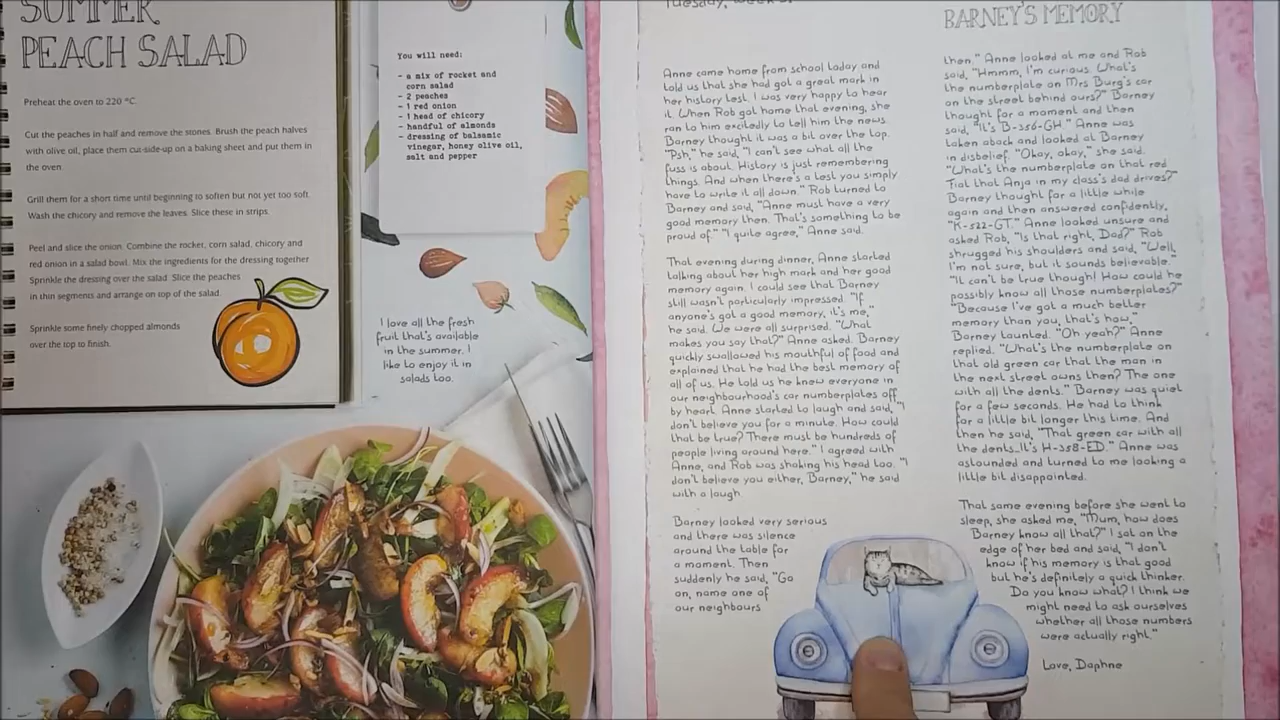 SUMMER
PEACH SALAD
Preheat the oven to 220 °C.
Cut the peaches in half and remove the stones. Brush the peach halves
with olive oil, place them cut-side-up on a baking sheet and put them in
the oven.
Grill them for a short time until beginning to soften but not yet too soft.
Wash the chicory and remove the leaves. Slice these in strips.
Peel and slice the onion. Combine the rocket, corn salad, chicory and
red onion in a salad bowl. Mix the ingredients for the dressing together
Sprinkle the dressing over the salad. Slice the peaches
in thin segments and arrange on top of the salad.
Sprinkle some finely chopped almonds
over the top to finish.
You will need:
- a mix of rocket and
corn salad
- 2 peaches
- 1 red onion
- 1 head of chicory
- handful of almonds
- dressing of balsamic
vinegar, honey olive oil,
salt and pepper
I love all the fresh
fruit that's available
in the summer. I
like to enjoy it in
salads too.
Tuesday, week
BARNEY'S MEMORY
Anne came home from school today and
told us that she had got a great mark in
her history test. I was very happy to hear
it. When Rob got home that evening, she
ran to him excitedly to tell him the news.
Barney thought it was a bit over the top.
"Psh," he said, "I can't see what all the
fuss is about. History is just remembering
things. And when there's a test you simply
have to write it all down." Rob turned to
Barney and said, "Anne must have a very
good memory then. That's something to be
proud of." "I quite agree," Anne said.
That evening during dinner, Anne started
talking about her high mark and her good
memory again. I could see that Barney
still wasn't particularly impressed. "If
anyone's got a good memory, it's me,"
he said. We were all surprised. "What
makes you say that?" Anne asked. Barney
quickly swallowed his mouthful of food and
explained that he had the best memory of
all of us. He told us he knew everyone in
our neighbourhood's car numberplates off
by heart. Anne started to laugh and said, "I
don't believe you for a minute. How could
that be true? There must be hundreds of
people living around here." I agreed with
Anne, and Rob was shaking his head too. "I
don't believe you either, Barney," he said
with a laugh.
Barney looked very serious
and there was silence
around the table for
a moment. Then
suddenly he said, "Go
on, name one of
our neighbours
then." Anne looked at me and Rob
said, "Hmmm, I'm curious. What's
the numberplate on Mrs Burg's car
on the street behind ours?" Barney
thought for a moment and then
said, "It's B-356-GH." Anne was
taken aback and looked at Barney
in disbelief. "Okay, okay," she said.
"What's the numberplate on that red
Fiat that Anja in my class's dad drives?"
Barney thought for a little while
again and then answered confidently,
"K-522-GT." Anne looked unsure and
asked Rob, "Is that right, Dad?" Rob
shrugged his shoulders and said, "Well,
I'm not sure, but it sounds believable."
"It can't be true though! How could he
possibly know all those numberplates?"
"Because I've got a much better
memory than you, that's how,"
Barney taunted. "Oh yeah?" Anne
replied. "What's the numberplate on
that old green car that the man in
the next street owns then? The one
with all the dents." Barney was quiet
for a few seconds. He had to think
for a little bit longer this time. And
then he said, "That green car with all
the dents...It's H-358-ED." Anne was
astounded and turned to me looking a
little bit disappointed.
That same evening before she went to
sleep, she asked me, "Mum, how does
Barney know all that?" I sat on the
edge of her bed and said, "I don't
know if his memory is that good
but he's definitely a quick thinker.
Do you know what? I think we
might need to ask ourselves
whether all those numbers
were actually right."
Love, Daphne